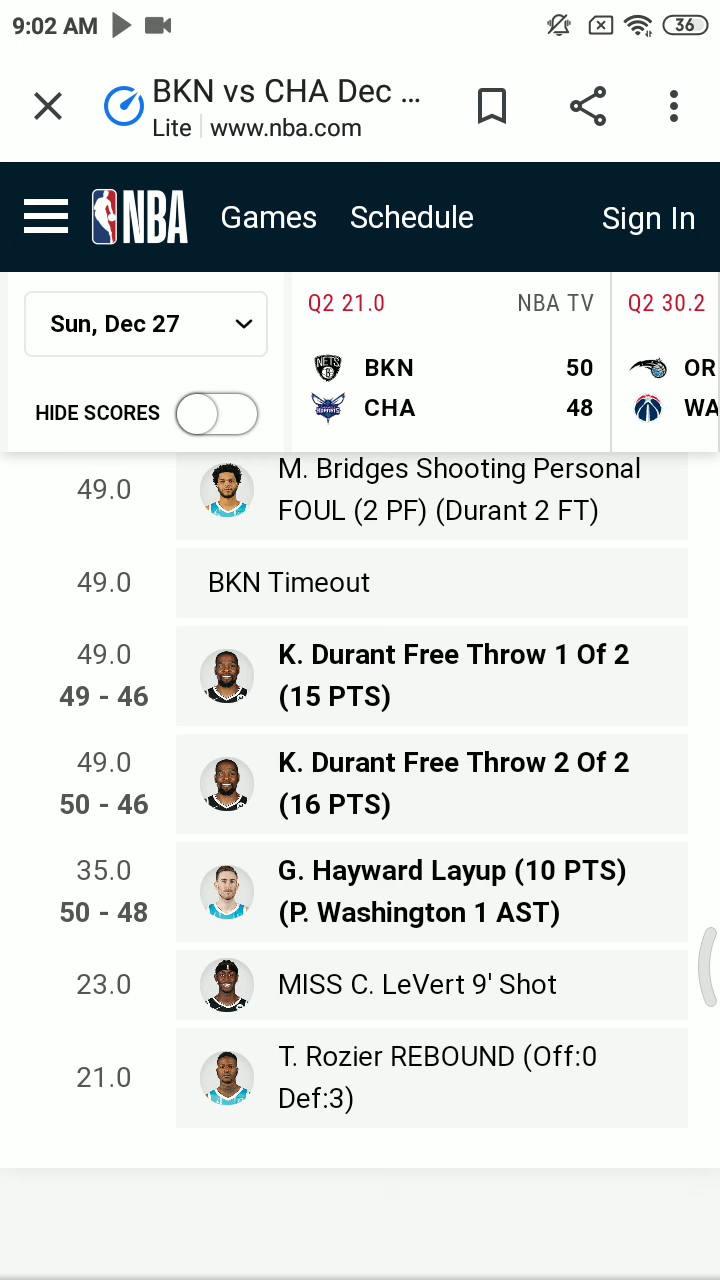 9:02 AM 36
BKN vs CHA Dec ...
Lite www.nba.com
NBA Games Schedule Sign In
Sun, Dec 27
HIDE SCORES
Q2 21.0 NBA TV
BKN 50
CHA 48
Q2 30.2
OR
WA
49.0 M. Bridges Shooting Personal
FOUL (2 PF) (Durant 2 FT)
49.0 BKN Timeout
49.0 K. Durant Free Throw 1 Of 2
49 - 46 (15 PTS)
49.0 K. Durant Free Throw 2 Of 2
50 - 46 (16 PTS)
35.0 G. Hayward Layup (10 PTS)
50 - 48 (P. Washington 1 AST)
23.0 MISS C. LeVert 9' Shot
21.0 T. Rozier REBOUND (Off:0
Def:3)